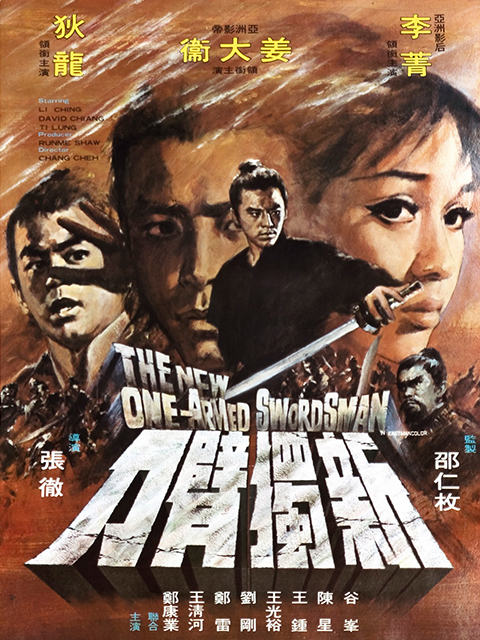 亞洲影后
李菁
領銜主演
亞洲影帝
姜大衞
領銜主演
狄龍
領銜主演
Starring
LI CHING
DAVID CHIANG
TI LUNG
Producer
RUNME SHAW
Director
CHANG CHEH
THE NEW
ONE-ARMED SWORDSMAN
IN EASTMANCOLOR
新獨臂刀
監製
邵仁枚
導演
張徹
谷峯
陳星
王鍾
王光裕
劉剛
鄭雷
王清河
鄭康業
聯合主演